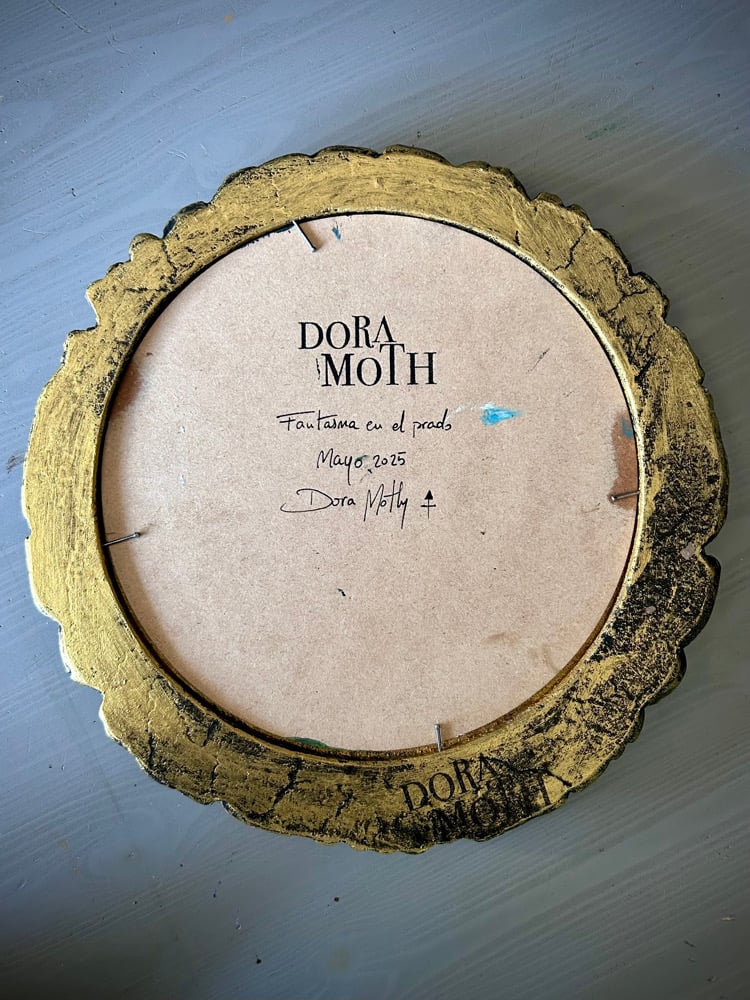 DORA
MOTH
Fantasma en el prado
Mayo 2025
Dora Moth
DORA
MOTH